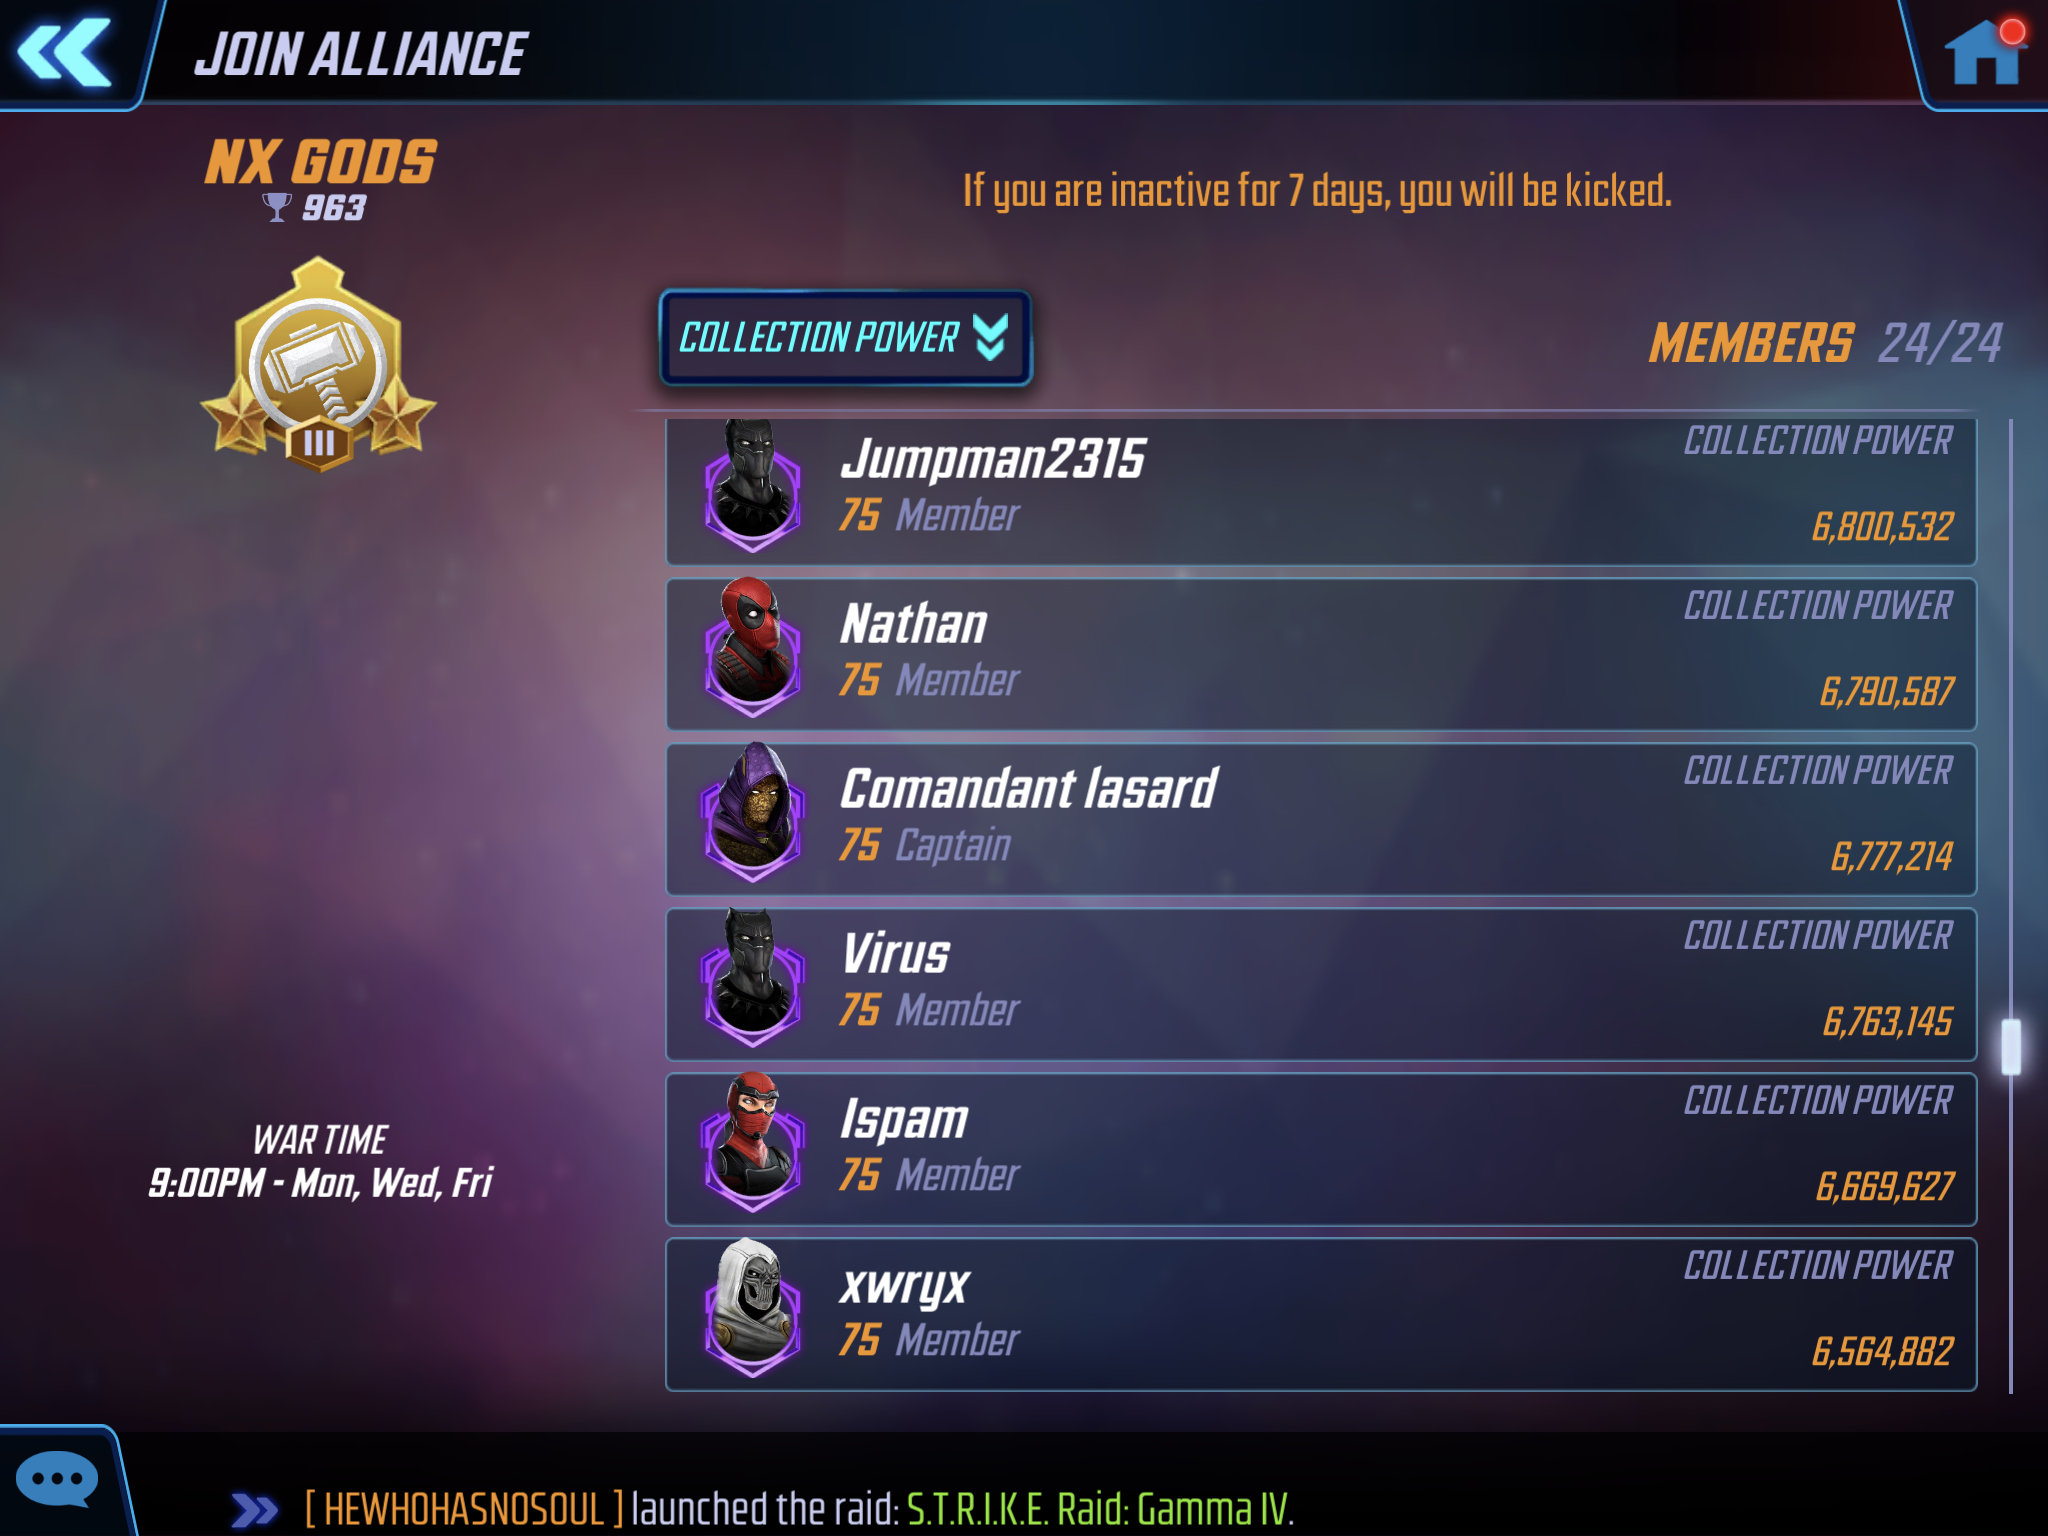 JOIN ALLIANCE
NX GODS
963
III
If you are inactive for 7 days, you will be kicked.
COLLECTION POWER
MEMBERS 24/24
Jumpman2315
75 Member
COLLECTION POWER
6,800,532
Nathan
75 Member
COLLECTION POWER
6,790,587
Comandant lasard
75 Captain
COLLECTION POWER
6,777,214
Virus
75 Member
COLLECTION POWER
6,763,145
Ispam
75 Member
COLLECTION POWER
6,669,627
xwryx
75 Member
COLLECTION POWER
6,564,882
WAR TIME
9:00PM - Mon, Wed, Fri
[ HEWHOHASNOSOUL ] launched the raid: S.T.R.I.K.E. Raid: Gamma IV.